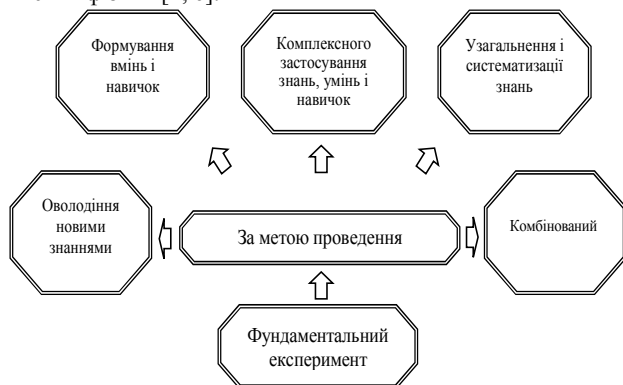 Формування
вмінь і
навичок
Комплексного
застосування
знань, умінь і
навичок
Узагальнення і
систематизації
знань
Оволодіння
новими
знаннями
За метою проведення
Комбінований
Фундаментальний
експеримент